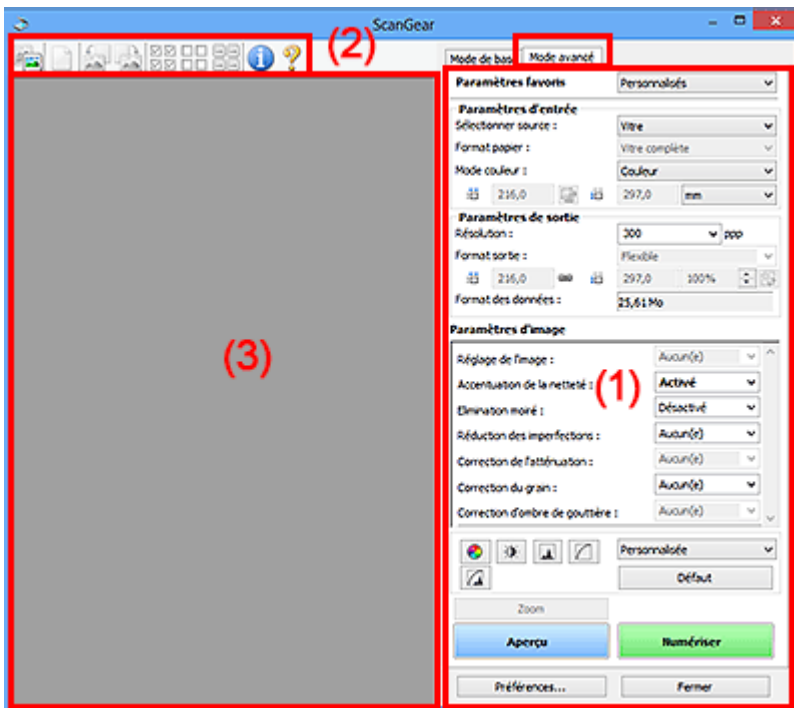 ScanGear
(2)
Mode de bas
Mode avancé
Paramètres favoris Personnalisés
Paramètres d'entrée
Sélectionner source : Vitre
Format papier : Vitre complète
Mode couleur : Couleur
216,0 297,0 mm
Paramètres de sortie
Résolution : 300 ppp
Format sortie : Flexible
216,0 297,0 100%
Format des données : 25,61 Mo
Paramètres d'image
(3)
(1)
Réglage de l'image : Aucun(e)
Accentuation de la netteté : Activé
Elimination moiré : Désactivé
Réduction des imperfections : Aucun(e)
Correction de l'atténuation : Aucun(e)
Correction du grain : Aucun(e)
Correction d'ombre de gouttière : Aucun(e)
Personnalisée
Défaut
Zoom
Aperçu Numériser
Préférences... Fermer